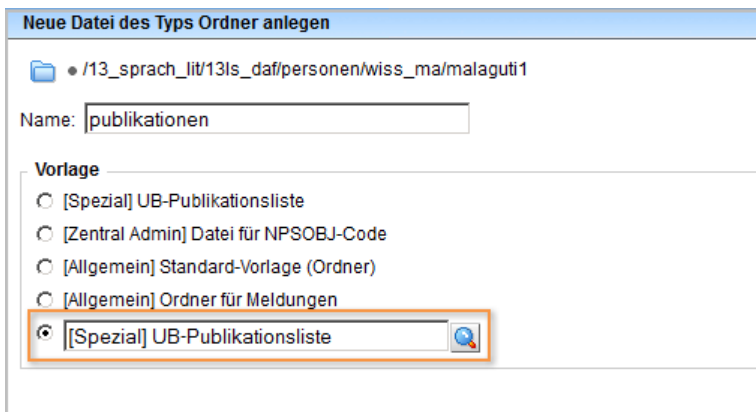 Neue Datei des Typs Ordner anlegen
/13_sprach_lit/13ls_daf/personen/wiss_ma/malaguti1
Name: publikationen
Vorlage
[Spezial] UB-Publikationsliste
[Zentral Admin] Datei für NPSOBJ-Code
[Allgemein] Standard-Vorlage (Ordner)
[Allgemein] Ordner für Meldungen
[Spezial] UB-Publikationsliste